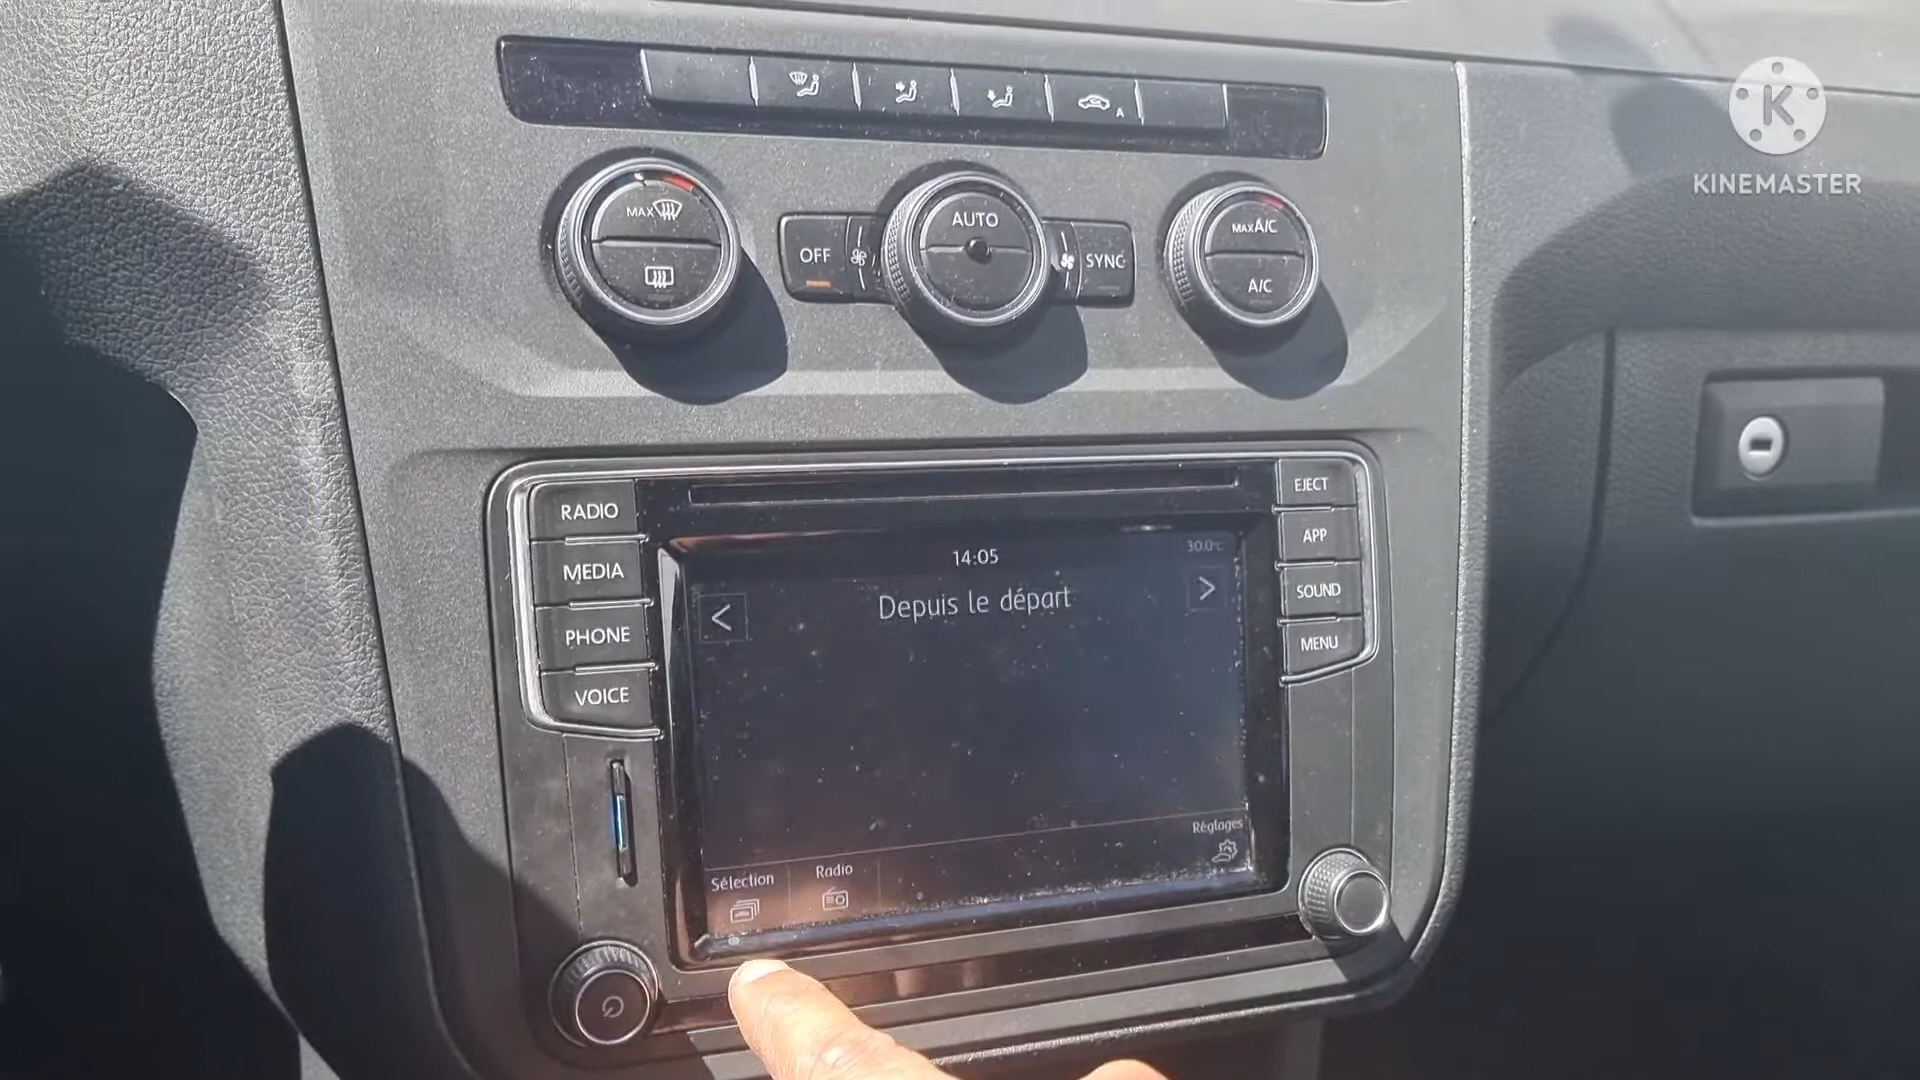 KINEMASTER
A
MAX
OFF
AUTO
SYNC
MAX A/C
A/C
RADIO
MEDIA
PHONE
VOICE
EJECT
APP
SOUND
MENU
14:05
30.0°C
<
Depuis le départ
>
Sélection
Radio
Réglages